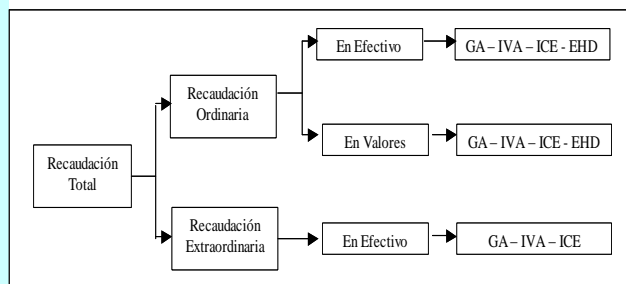 En Efectivo
GA – IVA – ICE - EHD
Recaudación
Ordinaria
En Valores
GA – IVA – ICE - EHD
Recaudación
Total
Recaudación
Extraordinaria
En Efectivo
GA – IVA – ICE